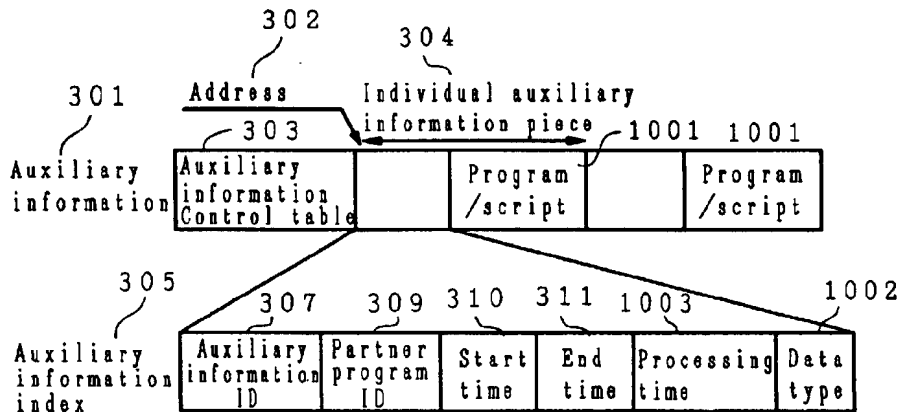 302
304
301
Address
Individual auxiliary
information piece
303
1001
1001
Auxiliary
information
Auxiliary
information
Control table
Program
/script
Program
/script
305
307
309
310
311
1003
1002
Auxiliary
information
index
Auxiliary
information
ID
Partner
program
ID
Start
time
End
time
Processing
time
Data
type